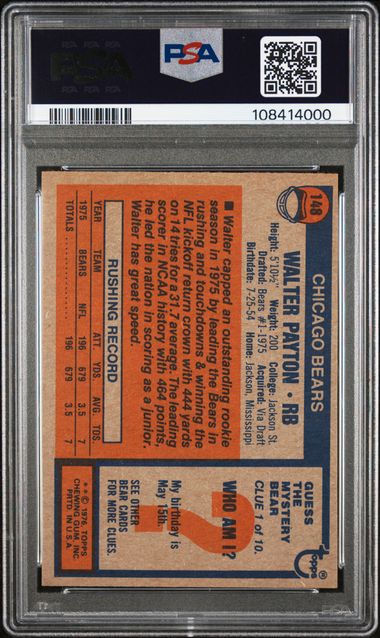 PSA
PSA
108414000
148
CHICAGO BEARS
WALTER PAYTON • RB
Height: 5'10½" Weight: 200 College: Jackson St.
Drafted: Bears #1-1975 Acquired: Via Draft
Birthdate: 7-25-54 Home: Jackson, Mississippi
■ Walter capped an outstanding rookie
season in 1975 by leading the Bears in
rushing and touchdowns & winning the
NFL kickoff return crown with 444 yards
on 14 tries for a 31.7 average. The leading
scorer in NCAA history with 464 points,
he led the nation in scoring as a junior.
Walter has great speed.
RUSHING RECORD
YEAR TEAM ATT. YDS. AVG. TDS.
1975 BEARS NFL 196 679 3.5 7
TOTALS 196 679 3.5 7
Topps®
GUESS
THE
MYSTERY
BEAR
CLUE 1 of 10.
WHO AM I?
?
My birthday is
May 15th.
SEE OTHER
BEAR CARDS
FOR MORE CLUES.
* * © 1976 TOPPS
CHEWING GUM, INC.
PRTD. IN U.S.A.
PSA